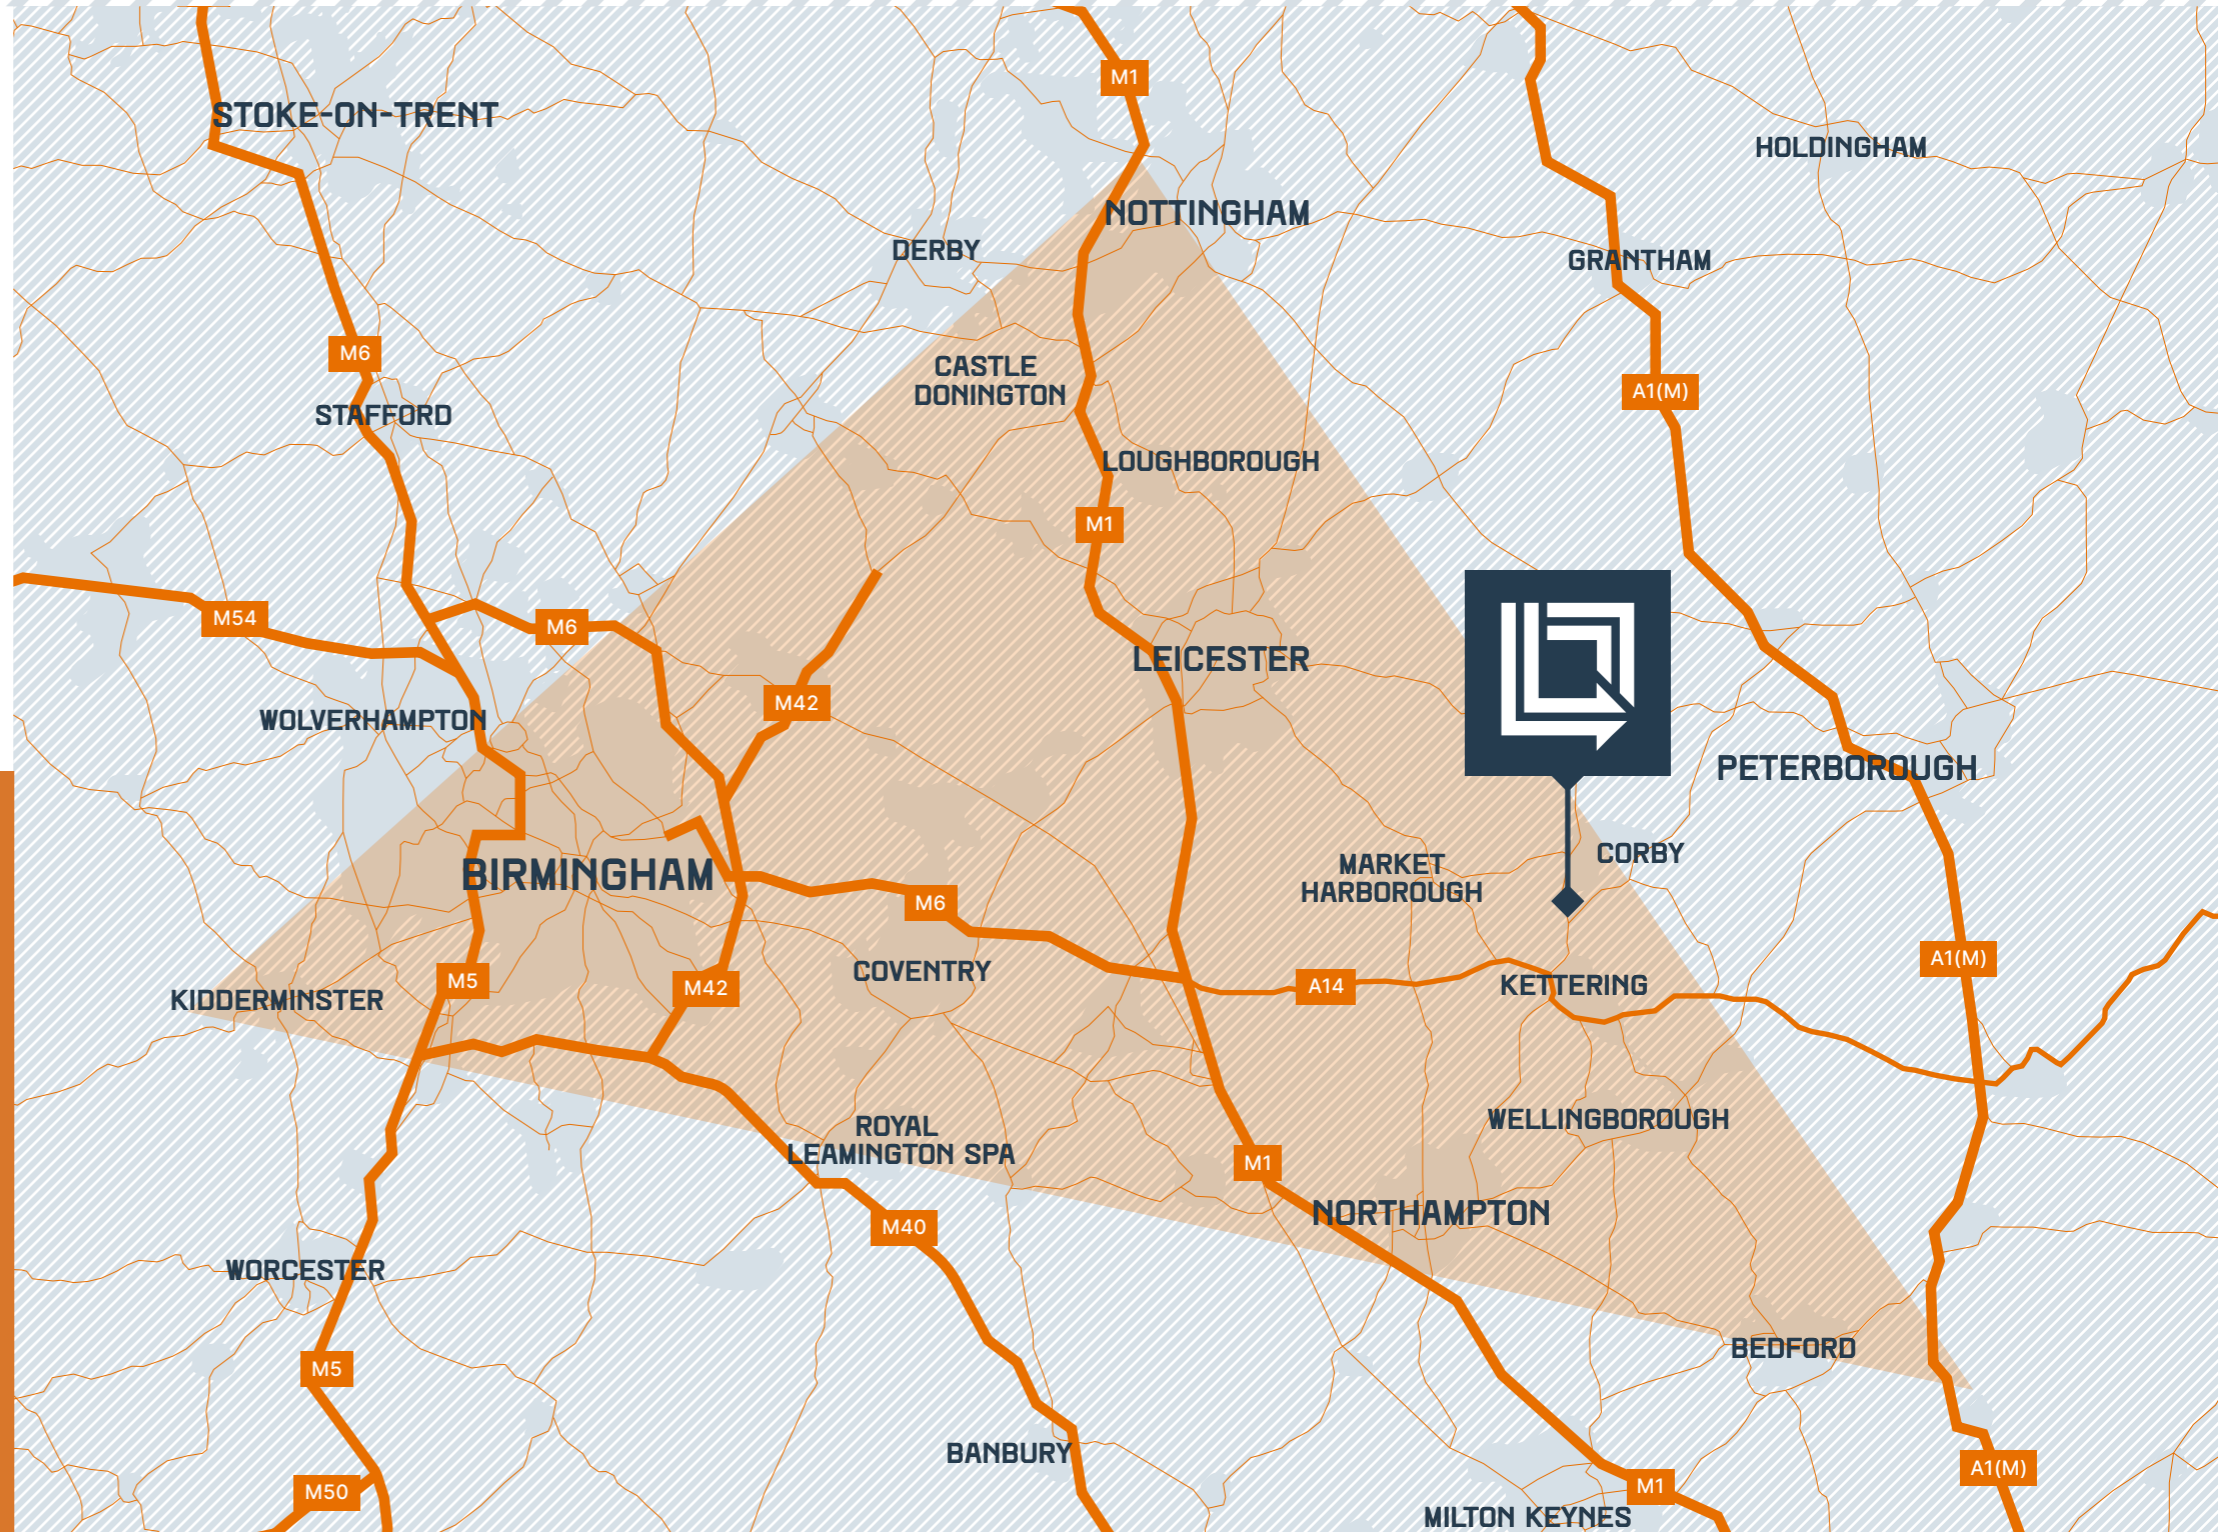 M1
STOKE-ON-TRENT
HOLDINGHAM
NOTTINGHAM
DERBY
GRANTHAM
M6
CASTLE
DONINGTON
A1(M)
STAFFORD
LOUGHBOROUGH
M1
M54
M6
LEICESTER
M42
WOLVERHAMPTON
PETERBOROUGH
CORBY
MARKET
HARBOROUGH
BIRMINGHAM
M6
A1(M)
COVENTRY
M5
M42
A14
KETTERING
KIDDERMINSTER
WELLINGBOROUGH
ROYAL
LEAMINGTON SPA
M1
NORTHAMPTON
M40
WORCESTER
BEDFORD
M5
BANBURY
A1(M)
M1
M50
MILTON KEYNES